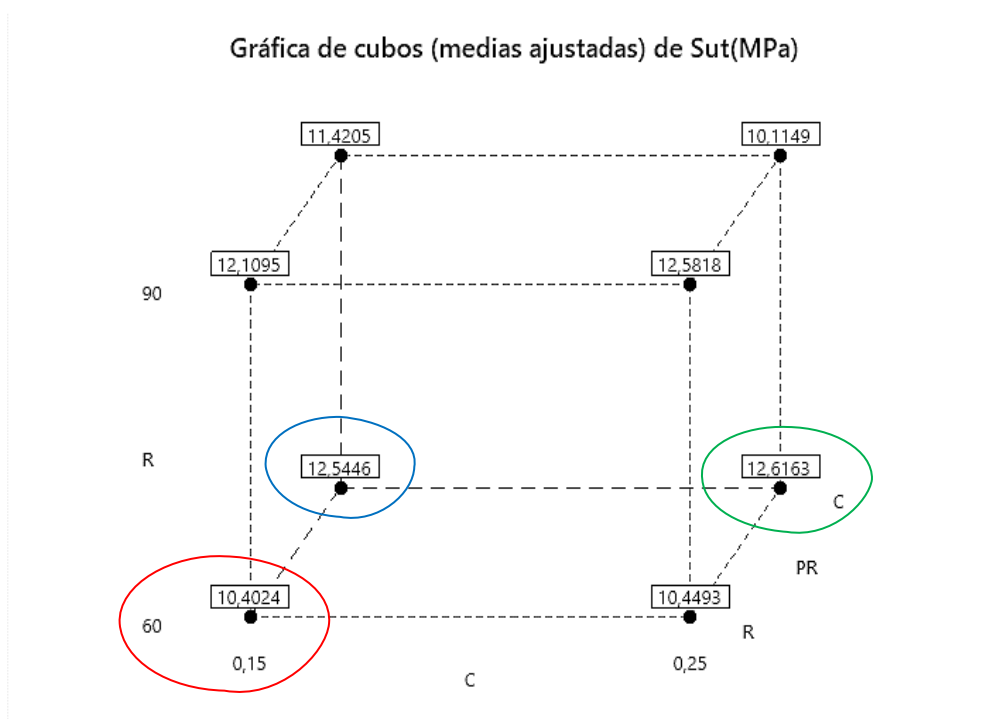 Gráfica de cubos (medias ajustadas) de Sut(MPa)
11,4205 10,1149
12,1095 12,5818
90
R
12,5446 12,6163
C
PR
10,4024 10,4493
60 R
0,15 0,25
C